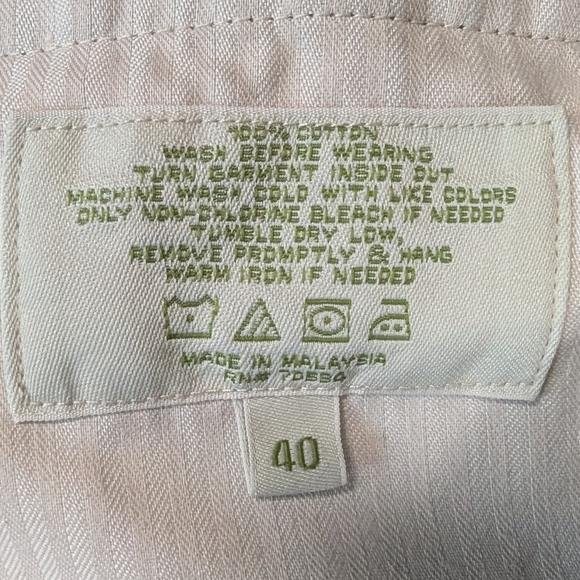 100% COTTON
WASH BEFORE WEARING
TURN GARMENT INSIDE OUT
MACHINE WASH COLD WITH LIKE COLORS
ONLY NON-CHLORINE BLEACH IF NEEDED
TUMBLE DRY LOW,
REMOVE PROMPTLY & HANG
WARM IRON IF NEEDED
MADE IN MALAYSIA
RN#
40